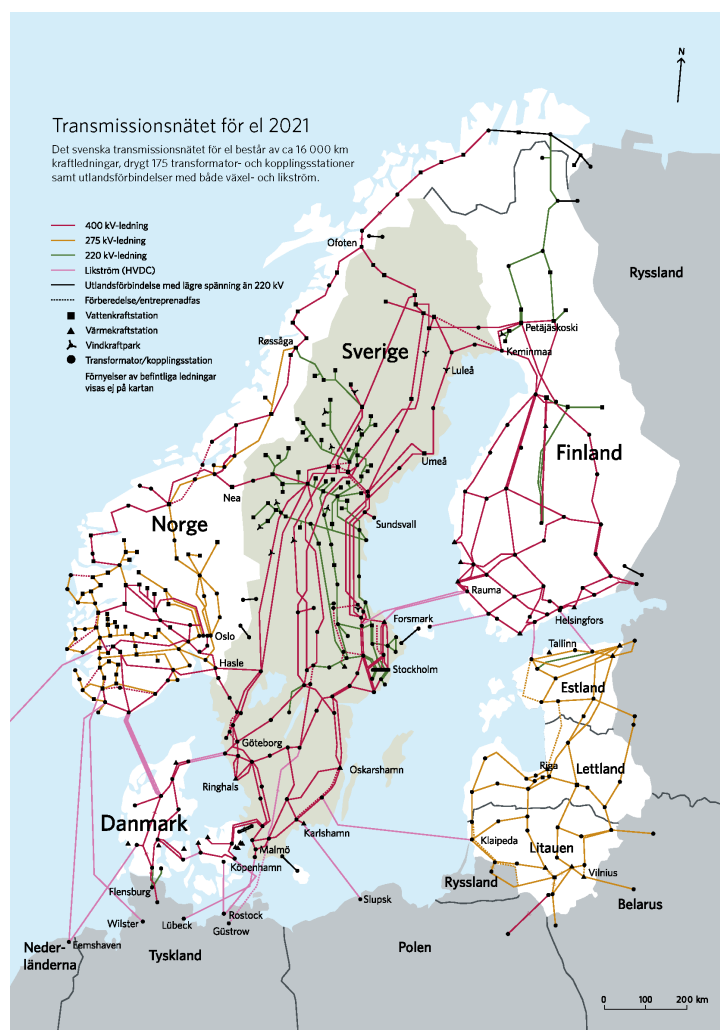 N
Transmissionsnätet för el 2021
Det svenska transmissionsnätet för el består av ca 16 000 km
kraftledningar, drygt 175 transformator- och kopplingsstationer
samt utlandsförbindelser med både växel- och likström.
400 kV-ledning
275 kV-ledning
220 kV-ledning
Likström (HVDC)
Utlandsförbindelse med lägre spänning än 220 kV
Förberedelse/entreprenadfas
Vattenkraftstation
Värmekraftstation
Vindkraftpark
Transformator/kopplingsstation
Förnyelser av befintliga ledningar
visas ej på kartan
Ofoten
Ryssland
Røssåga
Sverige
Petäjäskoski
Keminmaa
Luleå
Finland
Umeå
Nea
Norge
Sundsvall
Rauma
Forsmark
Helsingfors
Oslo
Tallinn
Hasle
Stockholm
Estland
Göteborg
Riga
Lettland
Oskarshamn
Ringhals
Danmark
Karlshamn
Klaipeda
Litauen
Malmö
Köpenhamn
Ryssland
Vilnius
Flensburg
Slupsk
Belarus
Rostock
Wilster
Lübeck
Güstrow
Eemshaven
Neder-
länderna
Tyskland
Polen
0 100 200 km